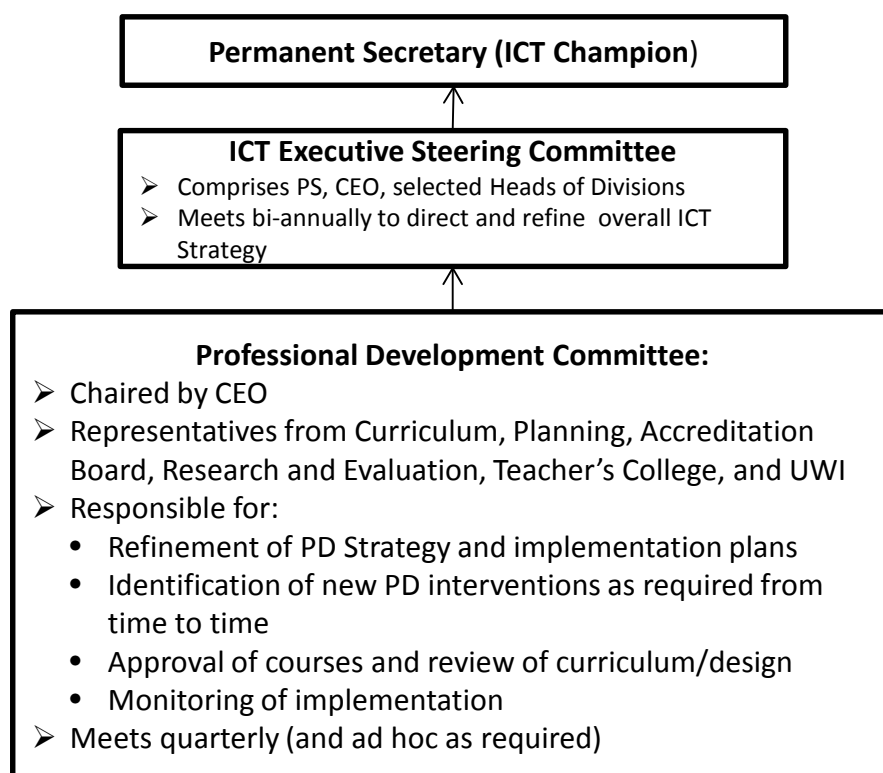 Permanent Secretary (ICT Champion)
ICT Executive Steering Committee
➢ Comprises PS, CEO, selected Heads of Divisions
➢ Meets bi-annually to direct and refine overall ICT
Strategy
Professional Development Committee:
➢ Chaired by CEO
➢ Representatives from Curriculum, Planning, Accreditation
Board, Research and Evaluation, Teacher’s College, and UWI
➢ Responsible for:
• Refinement of PD Strategy and implementation plans
• Identification of new PD interventions as required from
time to time
• Approval of courses and review of curriculum/design
• Monitoring of implementation
➢ Meets quarterly (and ad hoc as required)